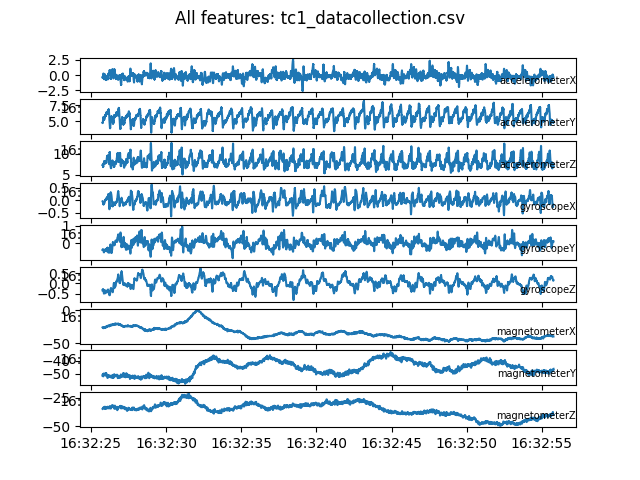 All features: tc1_datacollection.csv
2.5
0.0
−2.5
accelerometerX
7.5
5.0
accelerometerY
10
5
accelerometerZ
0.5
0.0
−0.5
gyroscopeX
1
0
gyroscopeY
0.5
0.0
−0.5
gyroscopeZ
0
−50
magnetometerX
−40
−50
magnetometerY
−25
−50
magnetometerZ
16:32:25 16:32:30 16:32:35 16:32:40 16:32:45 16:32:50 16:32:55